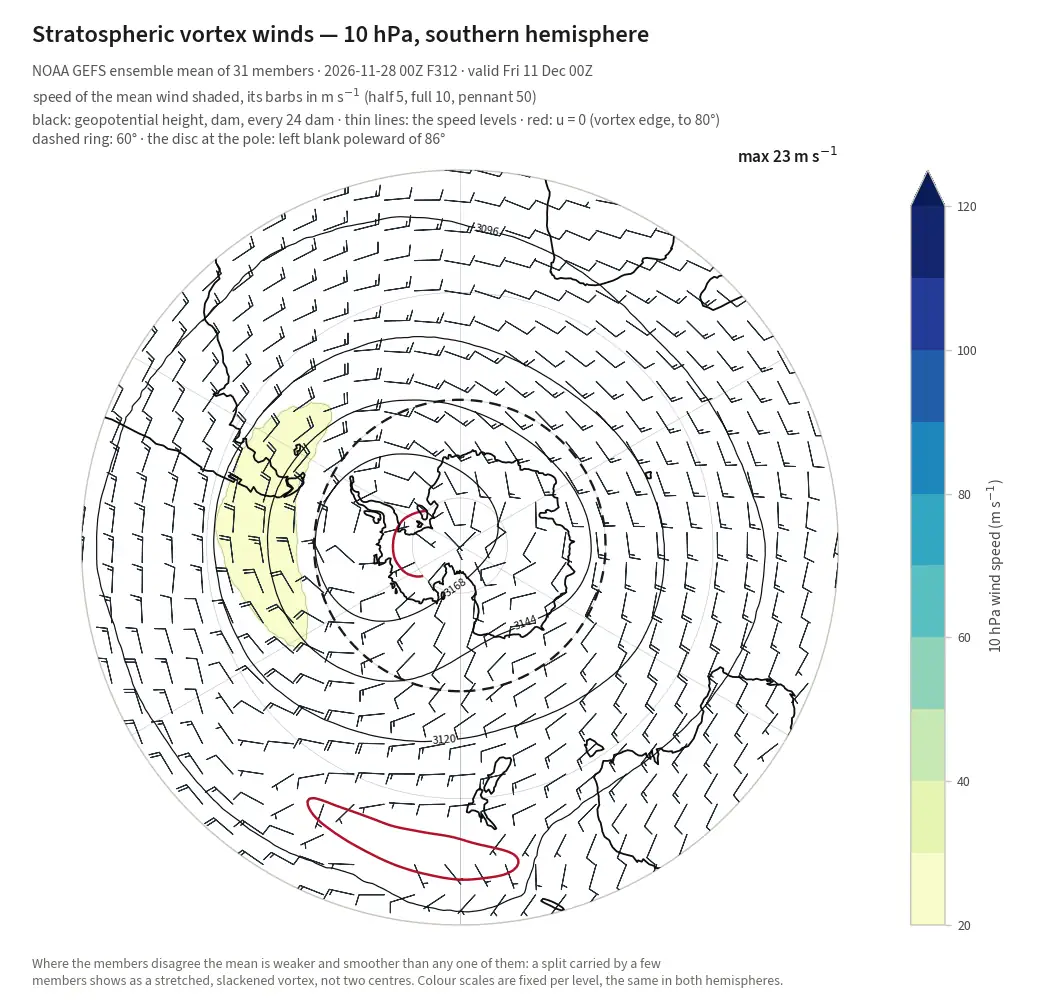 Stratospheric vortex winds — 10 hPa, southern hemisphere
NOAA GEFS ensemble mean of 31 members · 2026-11-28 00Z F312 · valid Fri 11 Dec 00Z
speed of the mean wind shaded, its barbs in m s⁻¹ (half 5, full 10, pennant 50)
black: geopotential height, dam, every 24 dam · thin lines: the speed levels · red: u = 0 (vortex edge, to 80°)
dashed ring: 60° · the disc at the pole: left blank poleward of 86°
max 23 m s⁻¹
3096
3168
3144
3120
120
100
80
60
40
20
10 hPa wind speed (m s⁻¹)
Where the members disagree the mean is weaker and smoother than any one of them: a split carried by a few
members shows as a stretched, slackened vortex, not two centres. Colour scales are fixed per level, the same in both hemispheres.